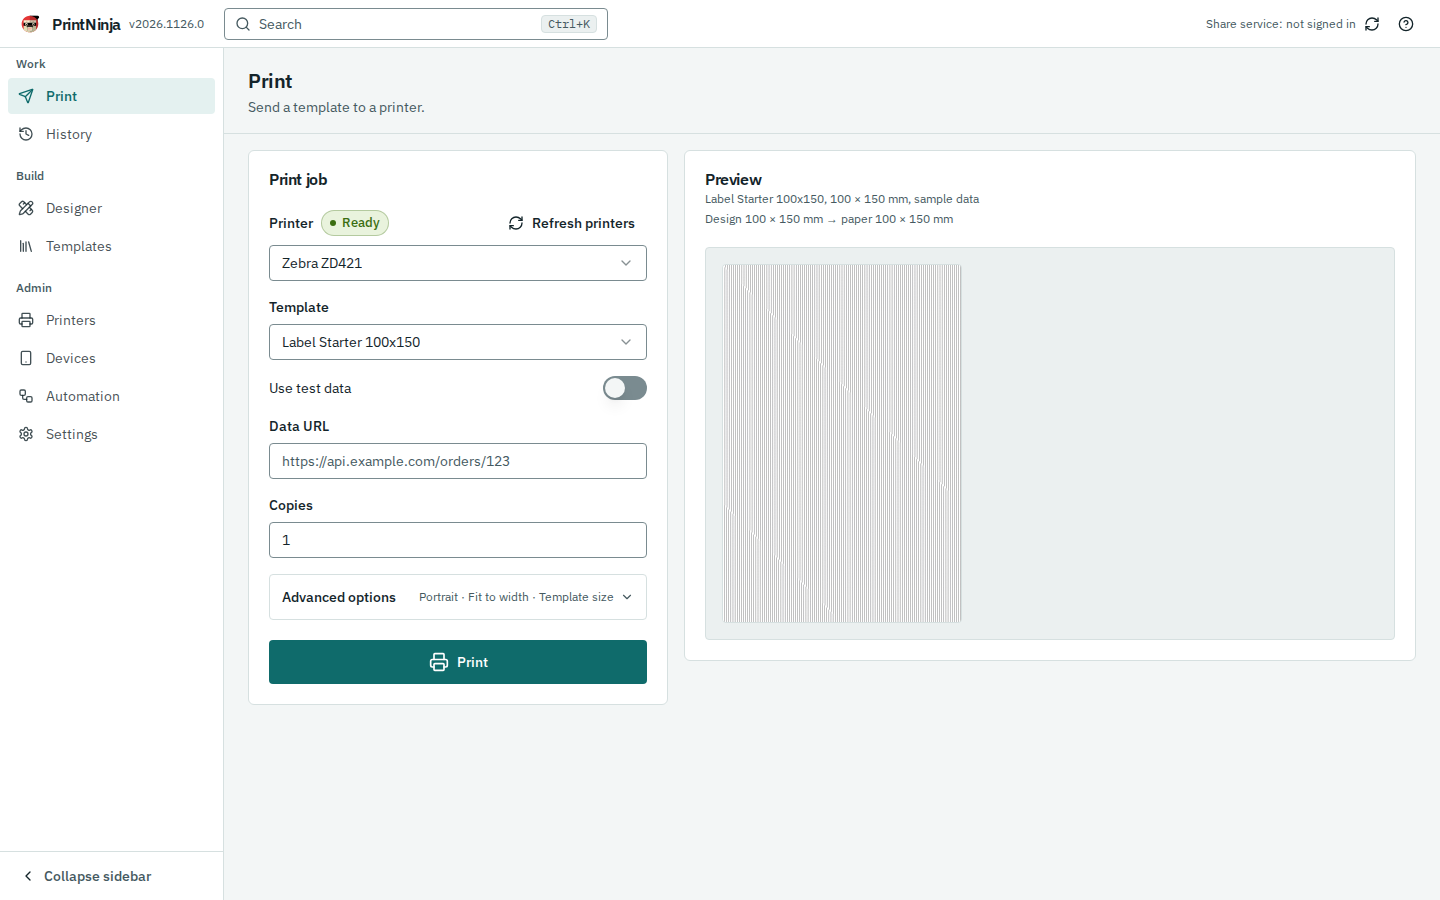 PrintNinja v2026.1126.0
Search
Ctrl+K
Share service: not signed in
Work
Print
History
Build
Designer
Templates
Admin
Printers
Devices
Automation
Settings
Collapse sidebar
Print
Send a template to a printer.
Print job
Printer
Ready
Refresh printers
Zebra ZD421
Template
Label Starter 100x150
Use test data
Data URL
https://api.example.com/orders/123
Copies
1
Advanced options
Portrait · Fit to width · Template size
Print
Preview
Label Starter 100x150, 100 × 150 mm, sample data
Design 100 × 150 mm → paper 100 × 150 mm